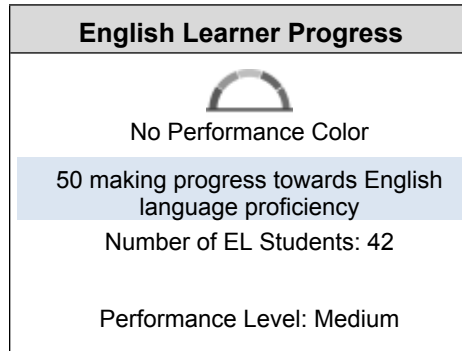 English Learner Progress
No Performance Color
50 making progress towards English
language proficiency
Number of EL Students: 42
Performance Level: Medium